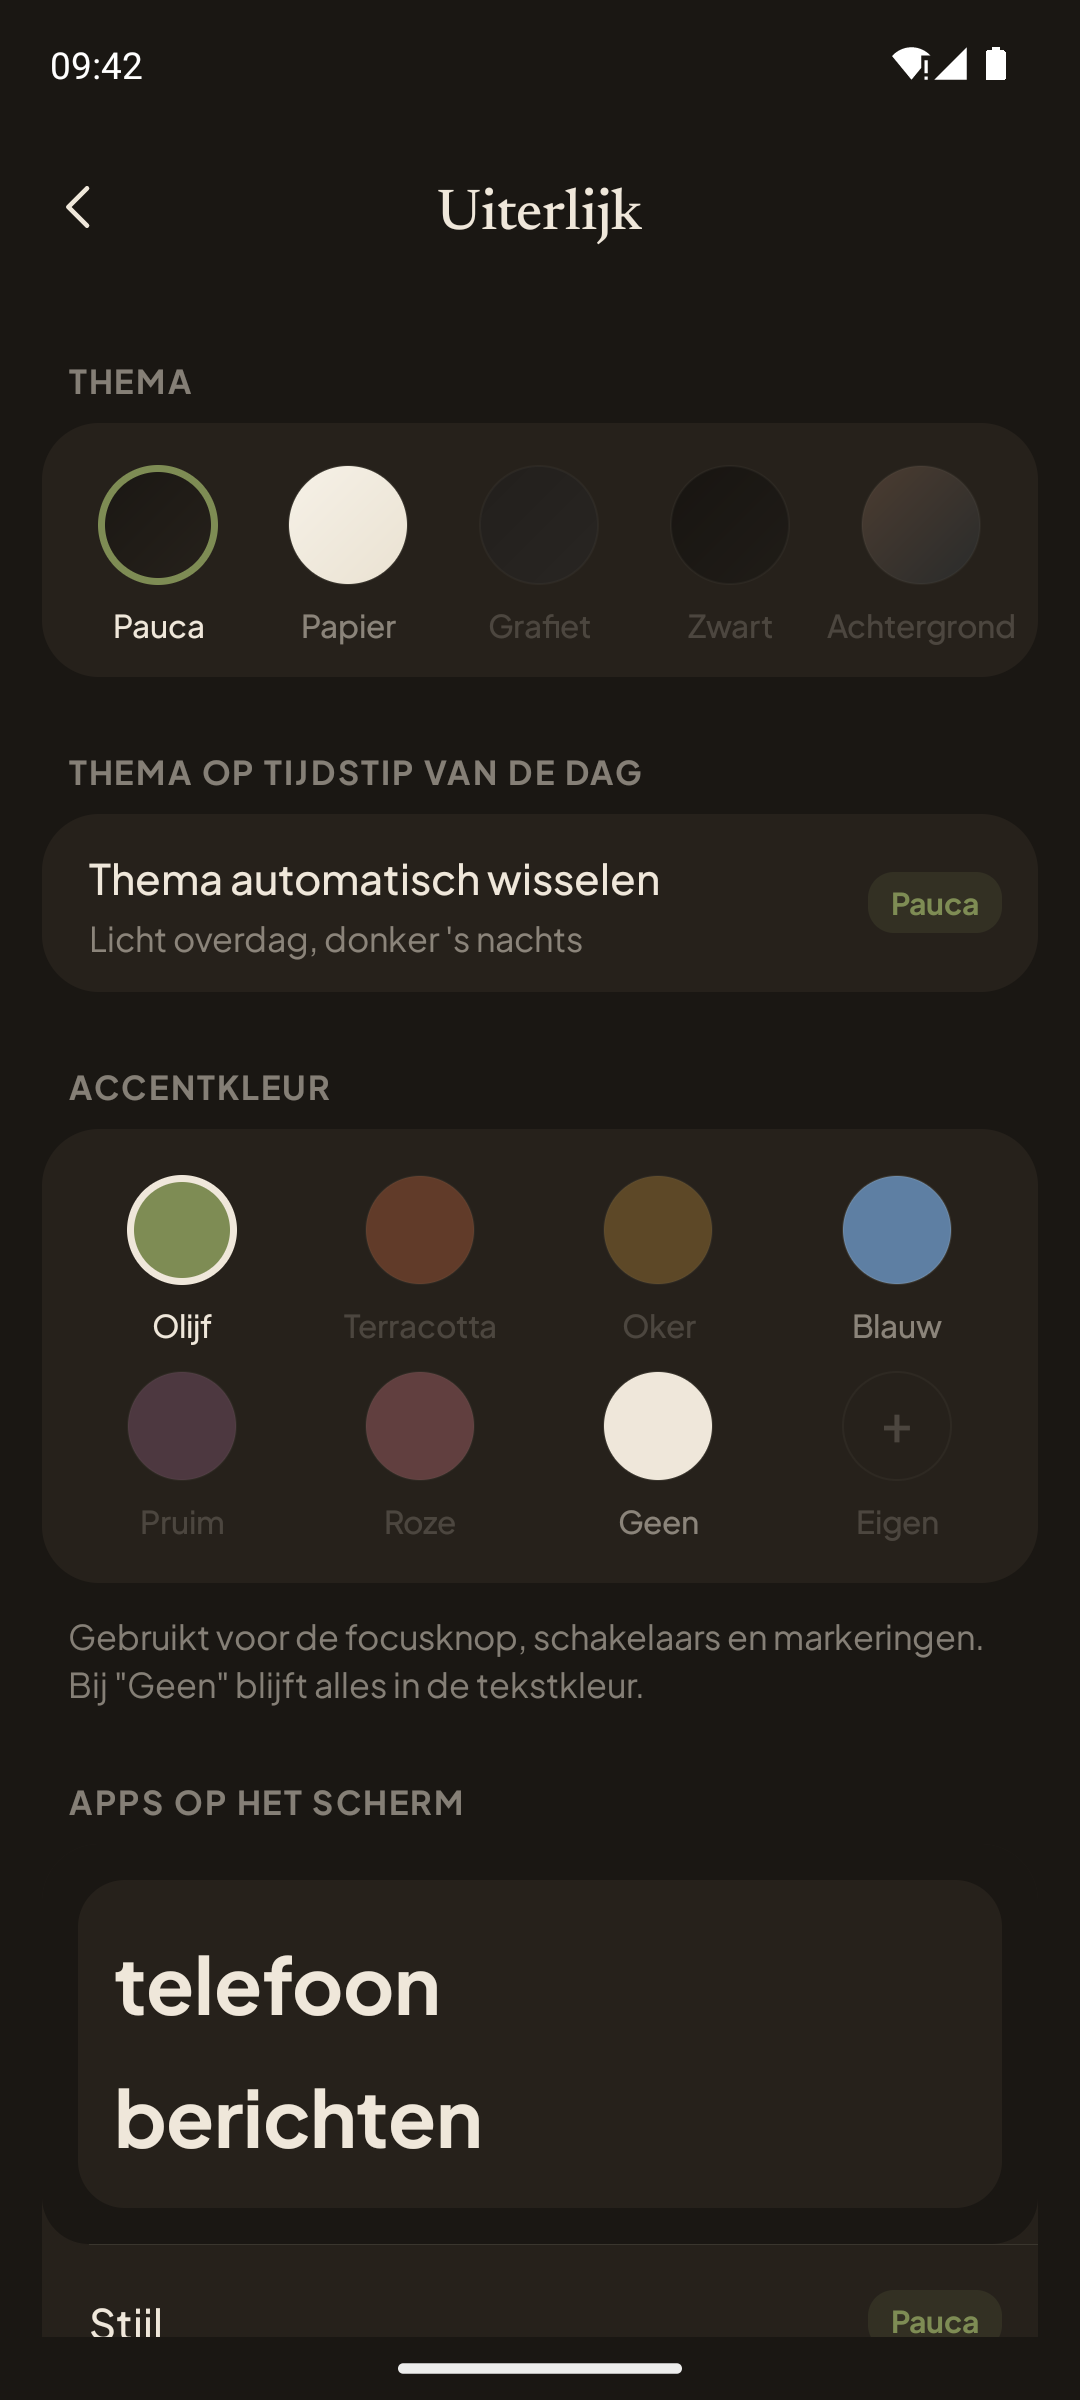 09:42
Uiterlijk
THEMA
Pauca Papier Grafiet Zwart Achtergrond
THEMA OP TIJDSTIP VAN DE DAG
Thema automatisch wisselen
Pauca
Licht overdag, donker 's nachts
ACCENTKLEUR
Olijf Terracotta Oker Blauw
+
Pruim Roze Geen Eigen
Gebruikt voor de focusknop, schakelaars en markeringen.
Bij "Geen" blijft alles in de tekstkleur.
APPS OP HET SCHERM
telefoon
berichten
Stijl Pauca